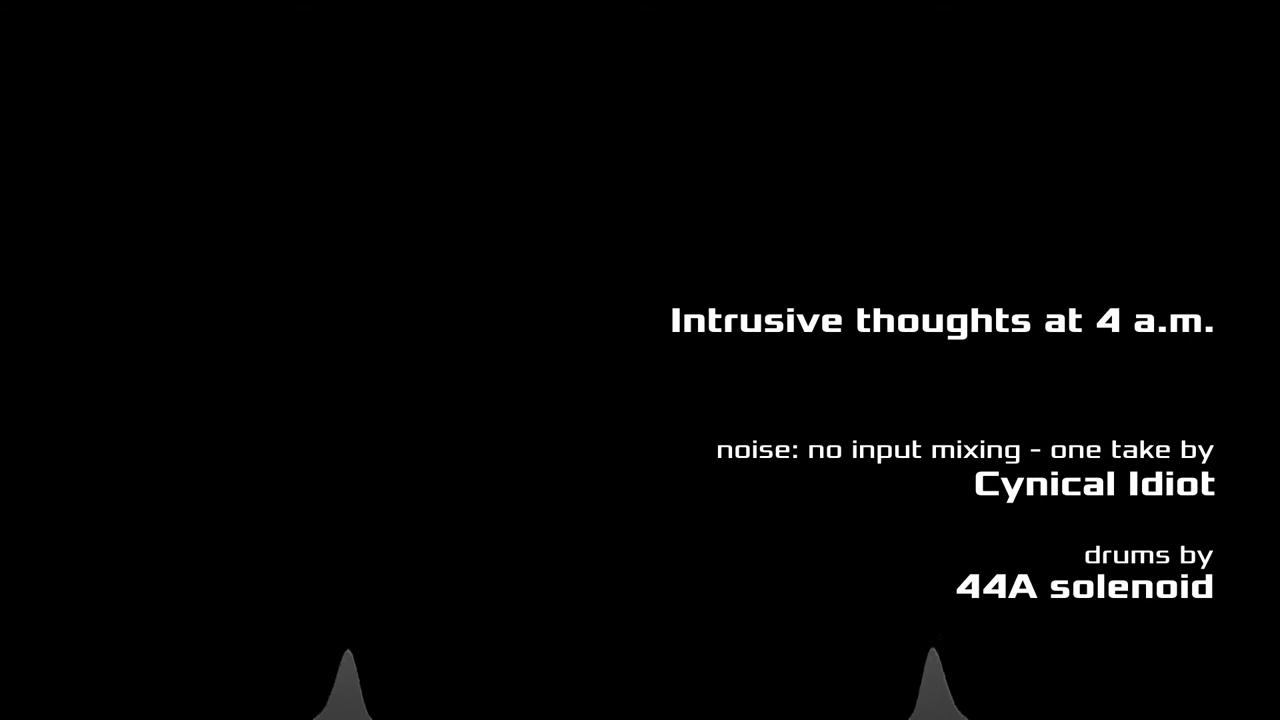 Intrusive thoughts at 4 a.m.
noise: no input mixing - one take by
Cynical Idiot
drums by
44A solenoid